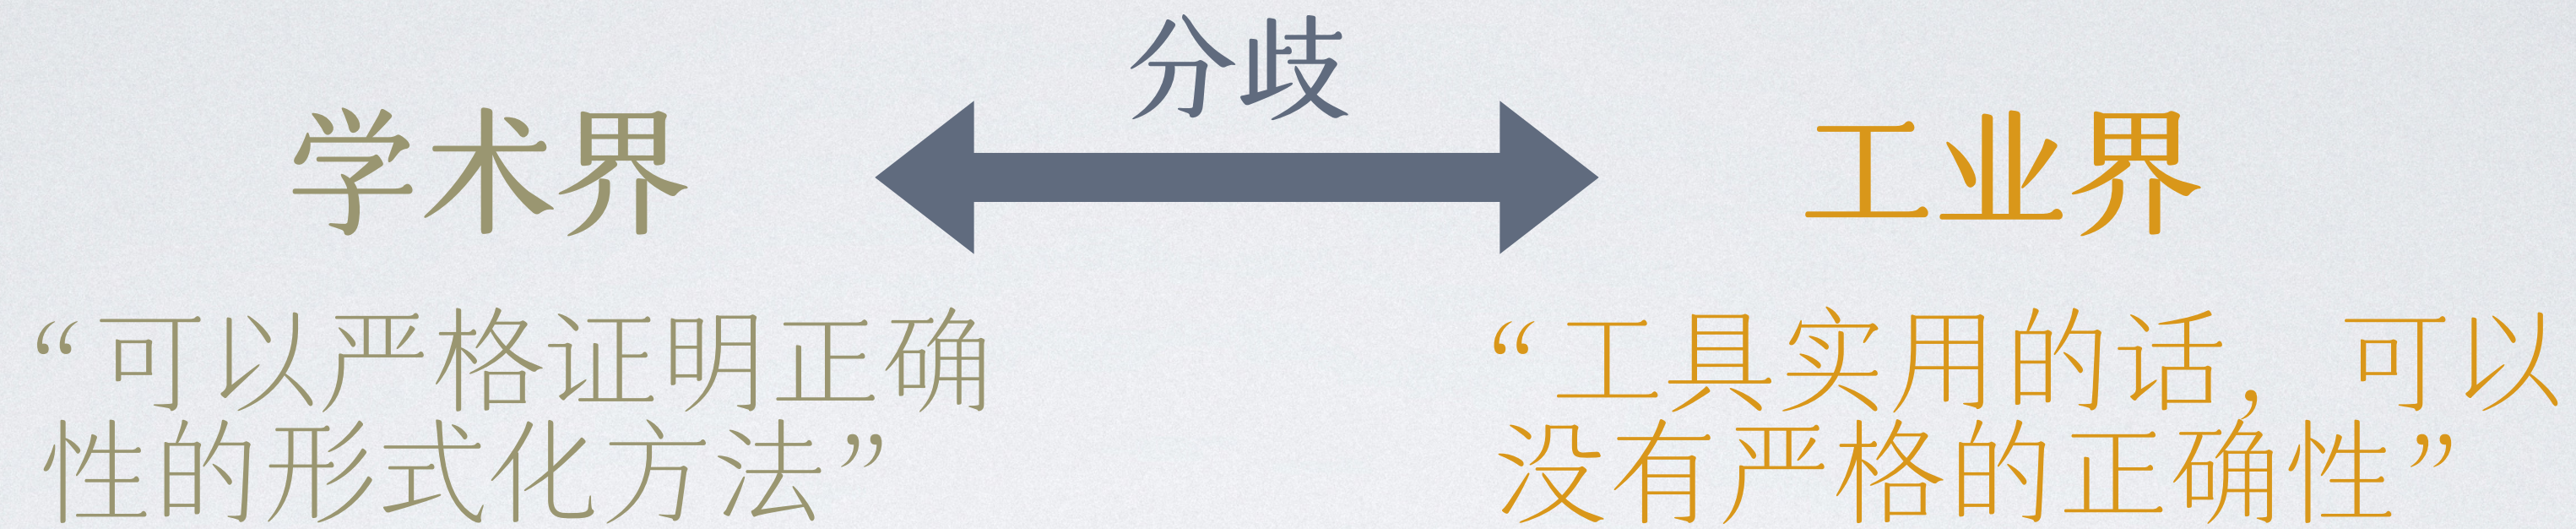 分歧
学术界
工业界
“可以严格证明正确
性的形式化方法”
“工具实用的话，可以
没有严格的正确性”